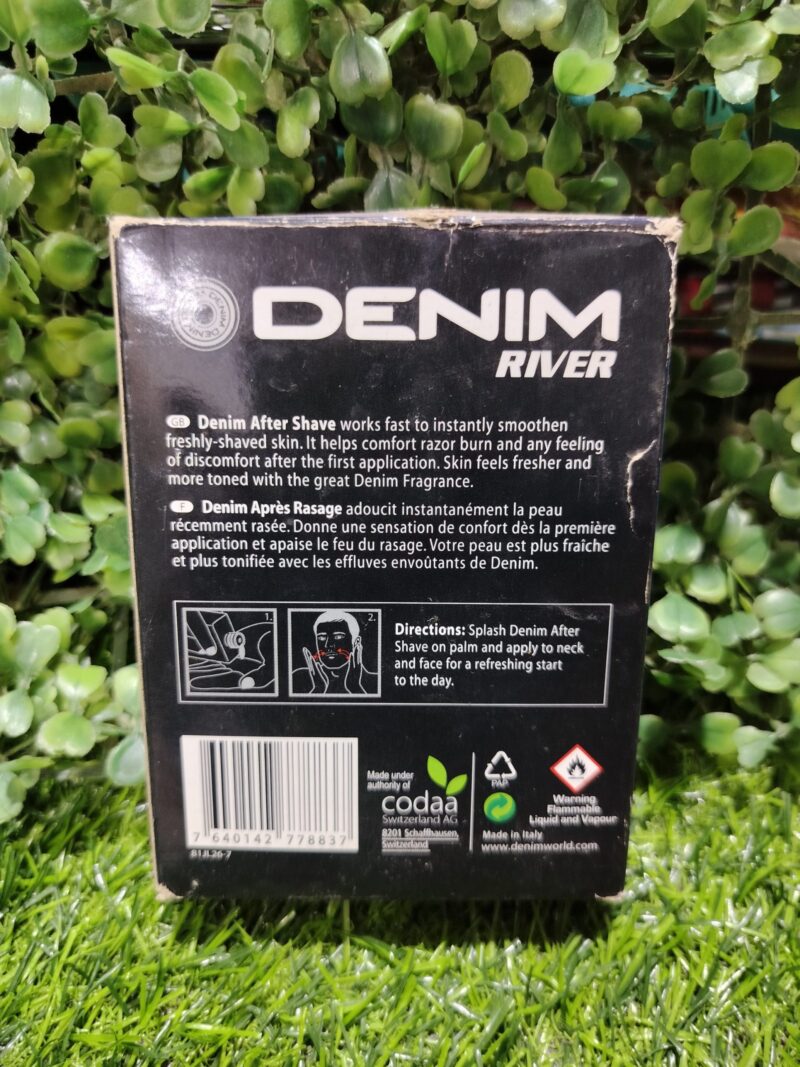 DENIM
RIVER
GB Denim After Shave works fast to instantly smoothen
freshly-shaved skin. It helps comfort razor burn and any feeling
of discomfort after the first application. Skin feels fresher and
more toned with the great Denim Fragrance.
F Denim Après Rasage adoucit instantanément la peau
récemment rasée. Donne une sensation de confort dès la première
application et apaise le feu du rasage. Votre peau est plus fraîche
et plus tonifiée avec les effluves envoûtants de Denim.
1.
2.
Directions: Splash Denim After
Shave on palm and apply to neck
and face for a refreshing start
to the day.
7 640142 778837
81JL26-7
Made under
authority of
codaa
Switzerland AG
8201 Schaffhausen,
Switzerland
PAP
Made in Italy
www.denimworld.com
Warning
Flammable
Liquid and Vapour